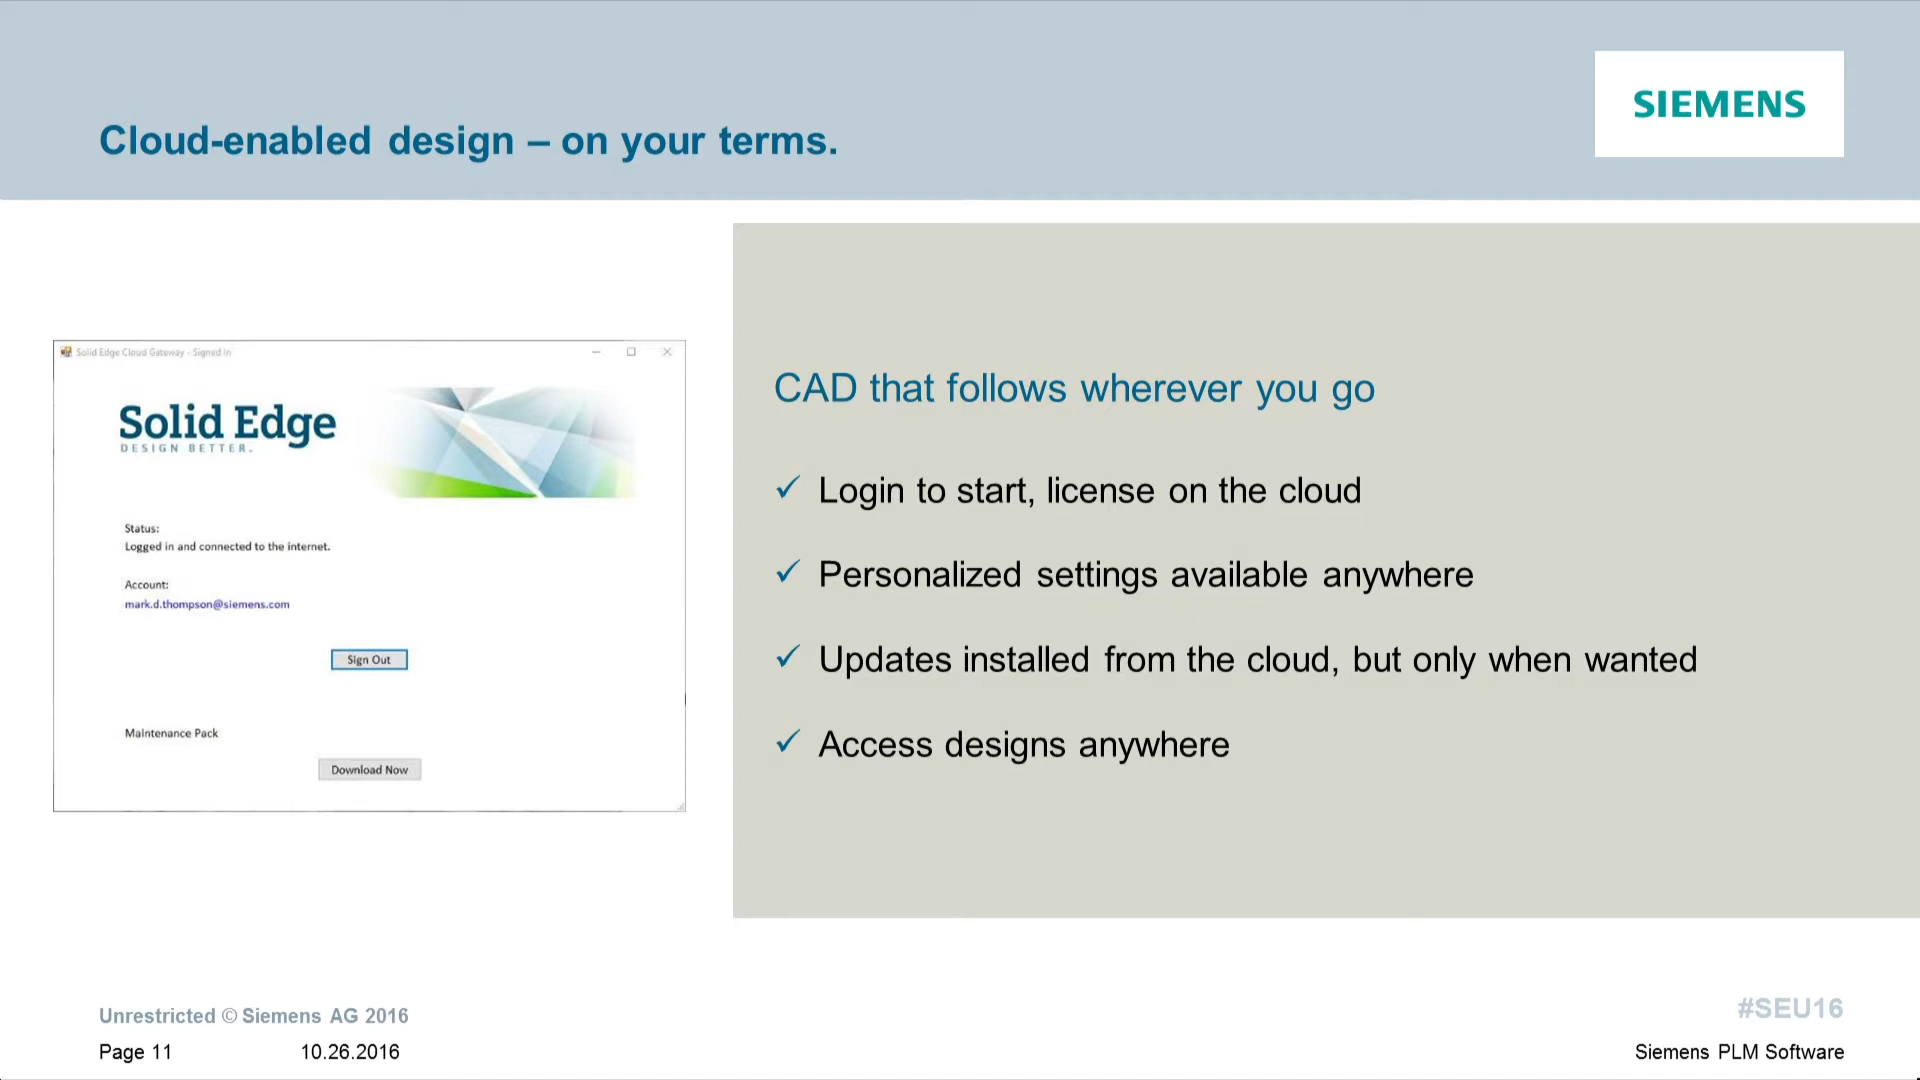 Cloud-enabled design – on your terms.
SIEMENS
Solid Edge Cloud Gateway - Signed In
Solid Edge
DESIGN BETTER.
Status:
Logged in and connected to the internet.
Account:
mark.d.thompson@siemens.com
Sign Out
Maintenance Pack
Download Now
CAD that follows wherever you go
✓ Login to start, license on the cloud
✓ Personalized settings available anywhere
✓ Updates installed from the cloud, but only when wanted
✓ Access designs anywhere
Unrestricted © Siemens AG 2016
#SEU16
Page 11 10.26.2016
Siemens PLM Software